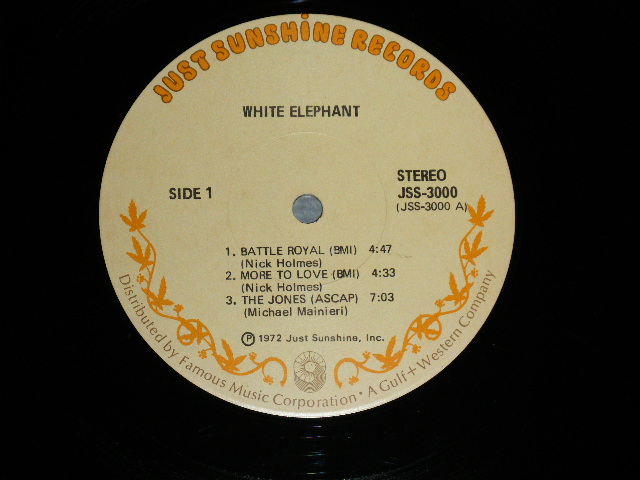 JUST SUNSHINE RECORDS
WHITE ELEPHANT
SIDE 1
STEREO
JSS-3000
(JSS-3000 A)
1. BATTLE ROYAL (BMI) 4:47
(Nick Holmes)
2. MORE TO LOVE (BMI) 4:33
(Nick Holmes)
3. THE JONES (ASCAP) 7:03
(Michael Mainieri)
Ⓟ 1972 Just Sunshine, Inc.
Distributed by Famous Music Corporation • A Gulf+Western Company